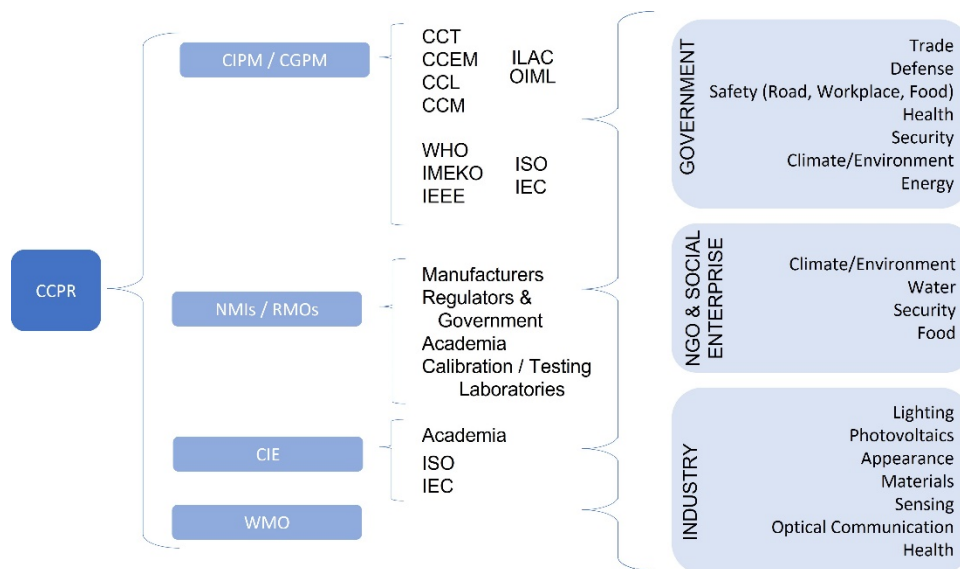 CCPR
CIPM / CGPM
CCT
CCEM
CCL
CCM
ILAC
OIML
WHO
IMEKO
IEEE
ISO
IEC
NMIs / RMOs
Manufacturers
Regulators &
Government
Academia
Calibration / Testing
Laboratories
CIE
Academia
ISO
IEC
WMO
GOVERNMENT
Trade
Defense
Safety (Road, Workplace, Food)
Health
Security
Climate/Environment
Energy
NGO & SOCIAL
ENTERPRISE
Climate/Environment
Water
Security
Food
INDUSTRY
Lighting
Photovoltaics
Appearance
Materials
Sensing
Optical Communication
Health